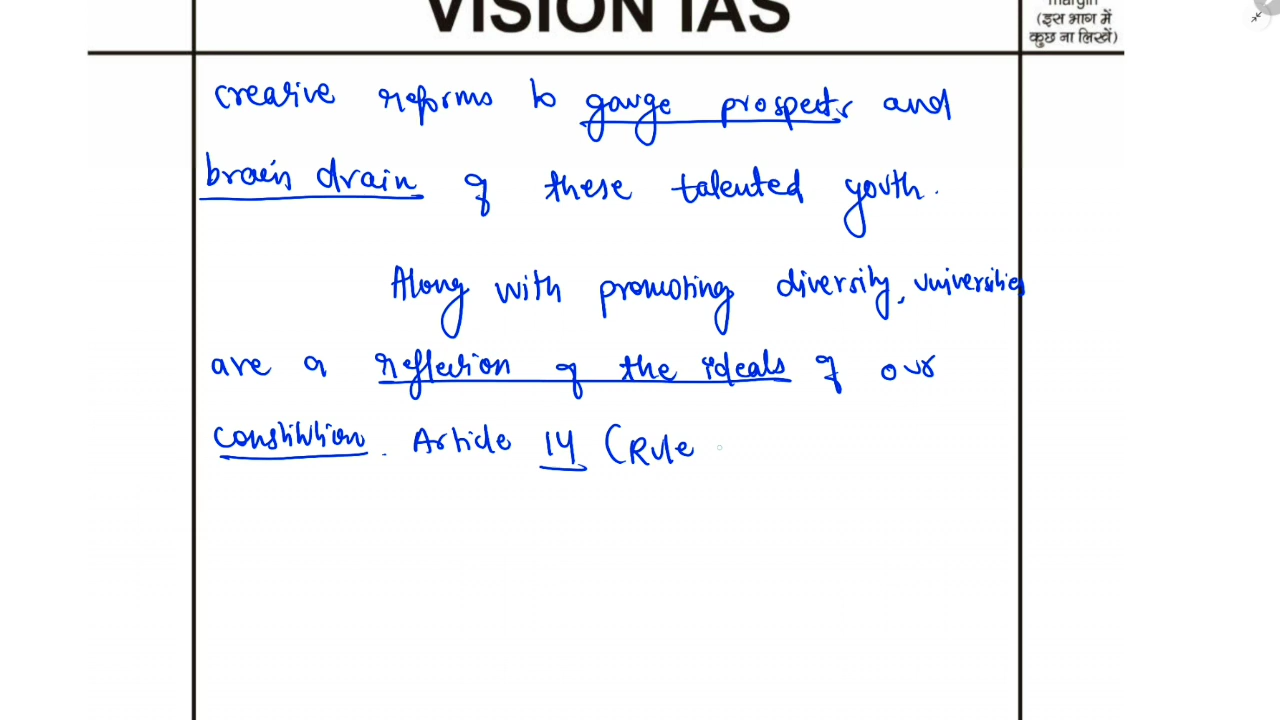 VISION IAS
margin
(इस भाग में
कुछ ना लिखें)
creative reforms to gauge prospects and
brain drain of these talented youth.
Along with promoting diversity, universities
are a reflection of the ideals of our
constitution. Article 14 (Rule